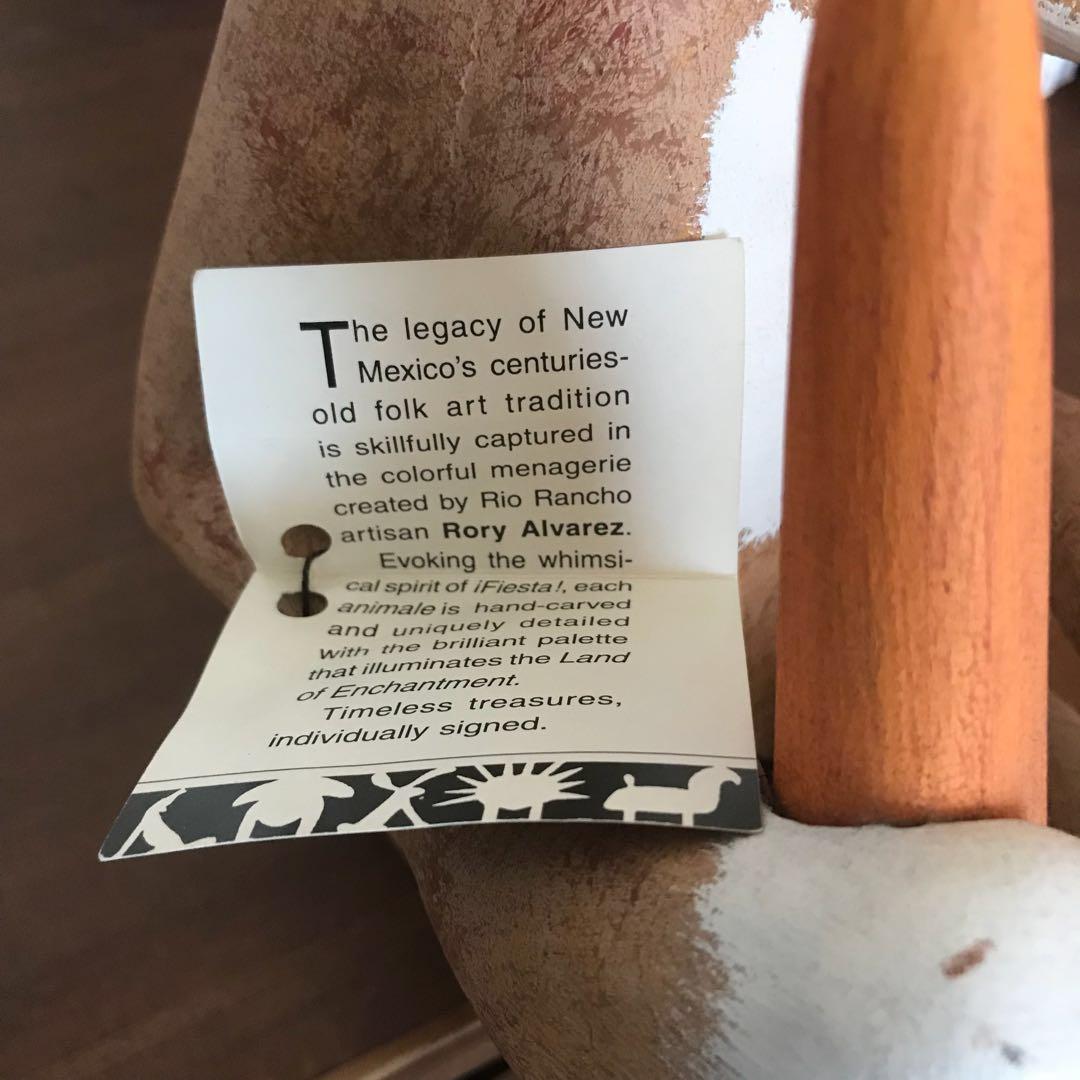 The legacy of New
Mexico's centuries-
old folk art tradition
is skillfully captured in
the colorful menagerie
created by Rio Rancho
artisan Rory Alvarez.
Evoking the whimsi-
cal spirit of ¡Fiesta!, each
animale is hand-carved
and uniquely detailed
with the brilliant palette
that illuminates the Land
of Enchantment.
Timeless treasures,
individually signed.